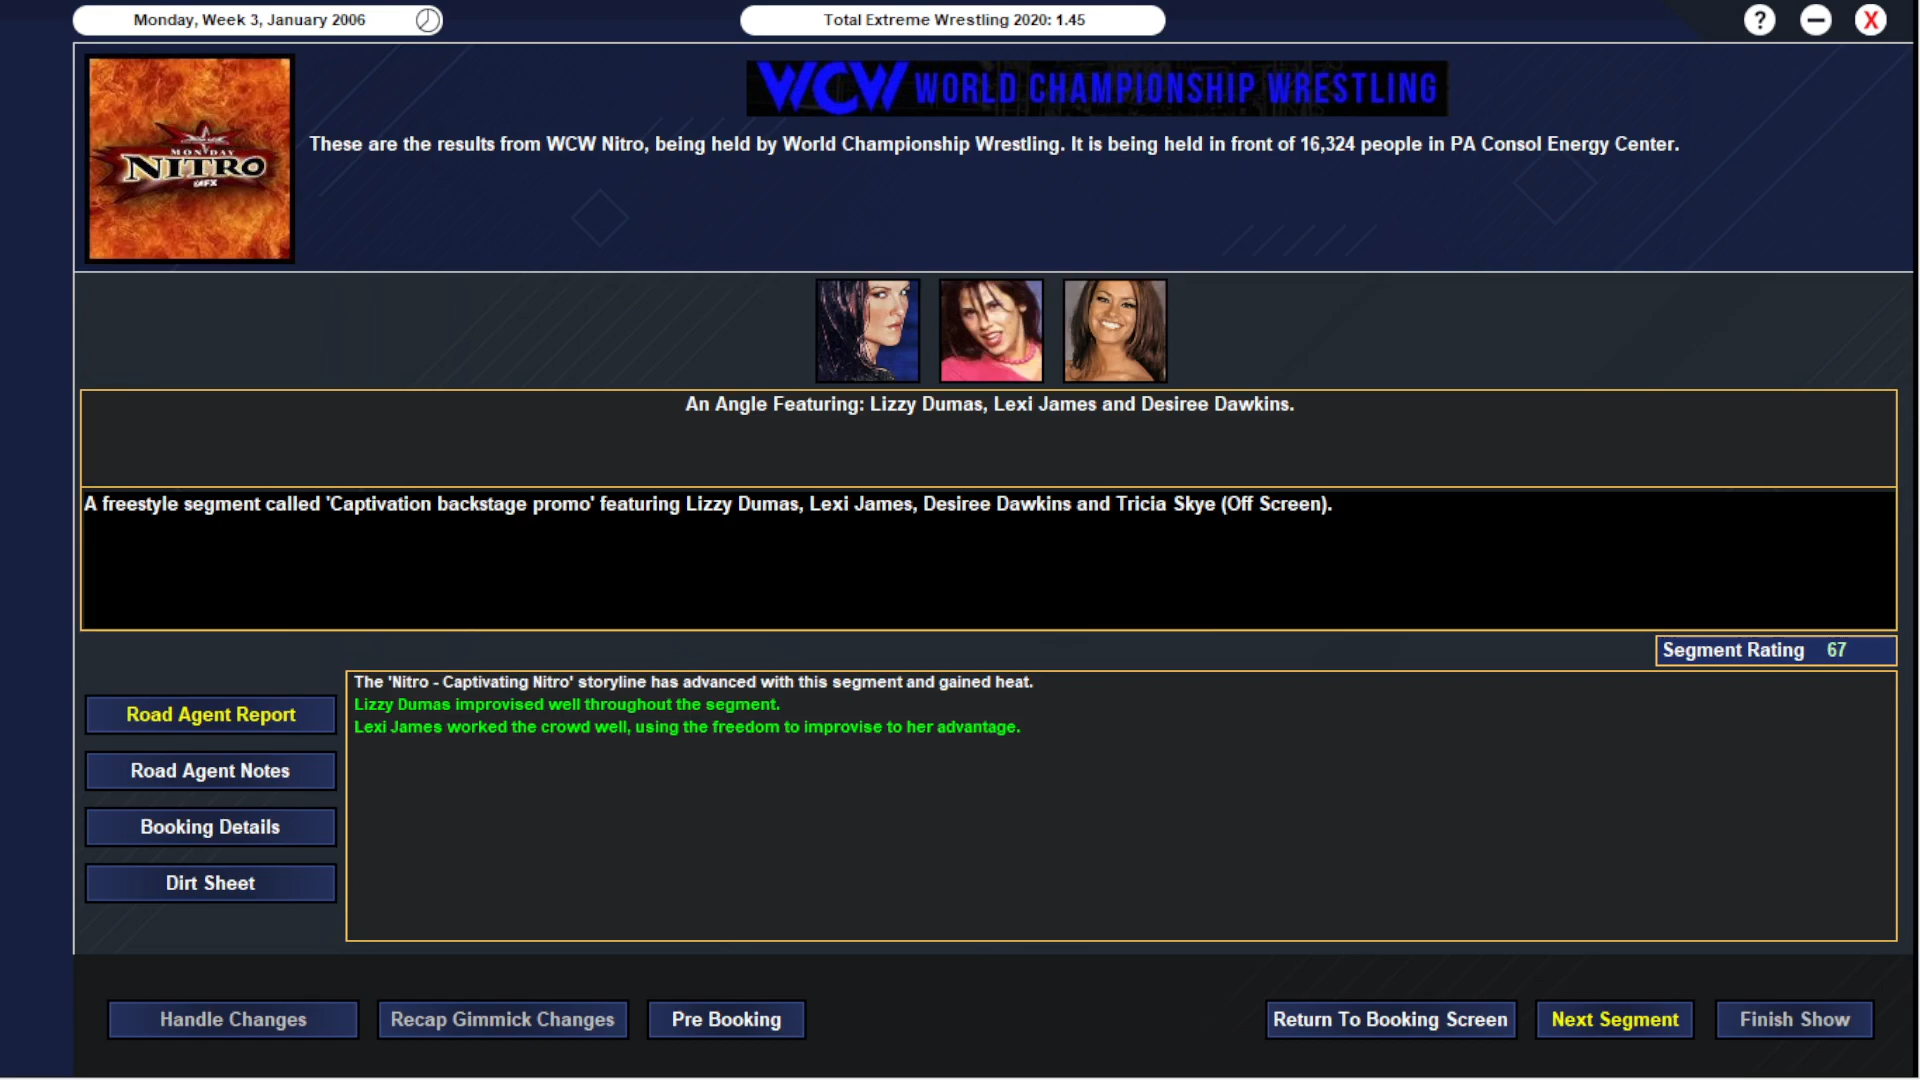 Monday, Week 3, January 2006
Total Extreme Wrestling 2020: 1.45
?
X
WCW WORLD CHAMPIONSHIP WRESTLING
MONDAY
NITRO
These are the results from WCW Nitro, being held by World Championship Wrestling. It is being held in front of 16,324 people in PA Consol Energy Center.
An Angle Featuring: Lizzy Dumas, Lexi James and Desiree Dawkins.
A freestyle segment called 'Captivation backstage promo' featuring Lizzy Dumas, Lexi James, Desiree Dawkins and Tricia Skye (Off Screen).
Segment Rating 67
The 'Nitro - Captivating Nitro' storyline has advanced with this segment and gained heat.
Lizzy Dumas improvised well throughout the segment.
Lexi James worked the crowd well, using the freedom to improvise to her advantage.
Road Agent Report
Road Agent Notes
Booking Details
Dirt Sheet
Handle Changes
Recap Gimmick Changes
Pre Booking
Return To Booking Screen
Next Segment
Finish Show